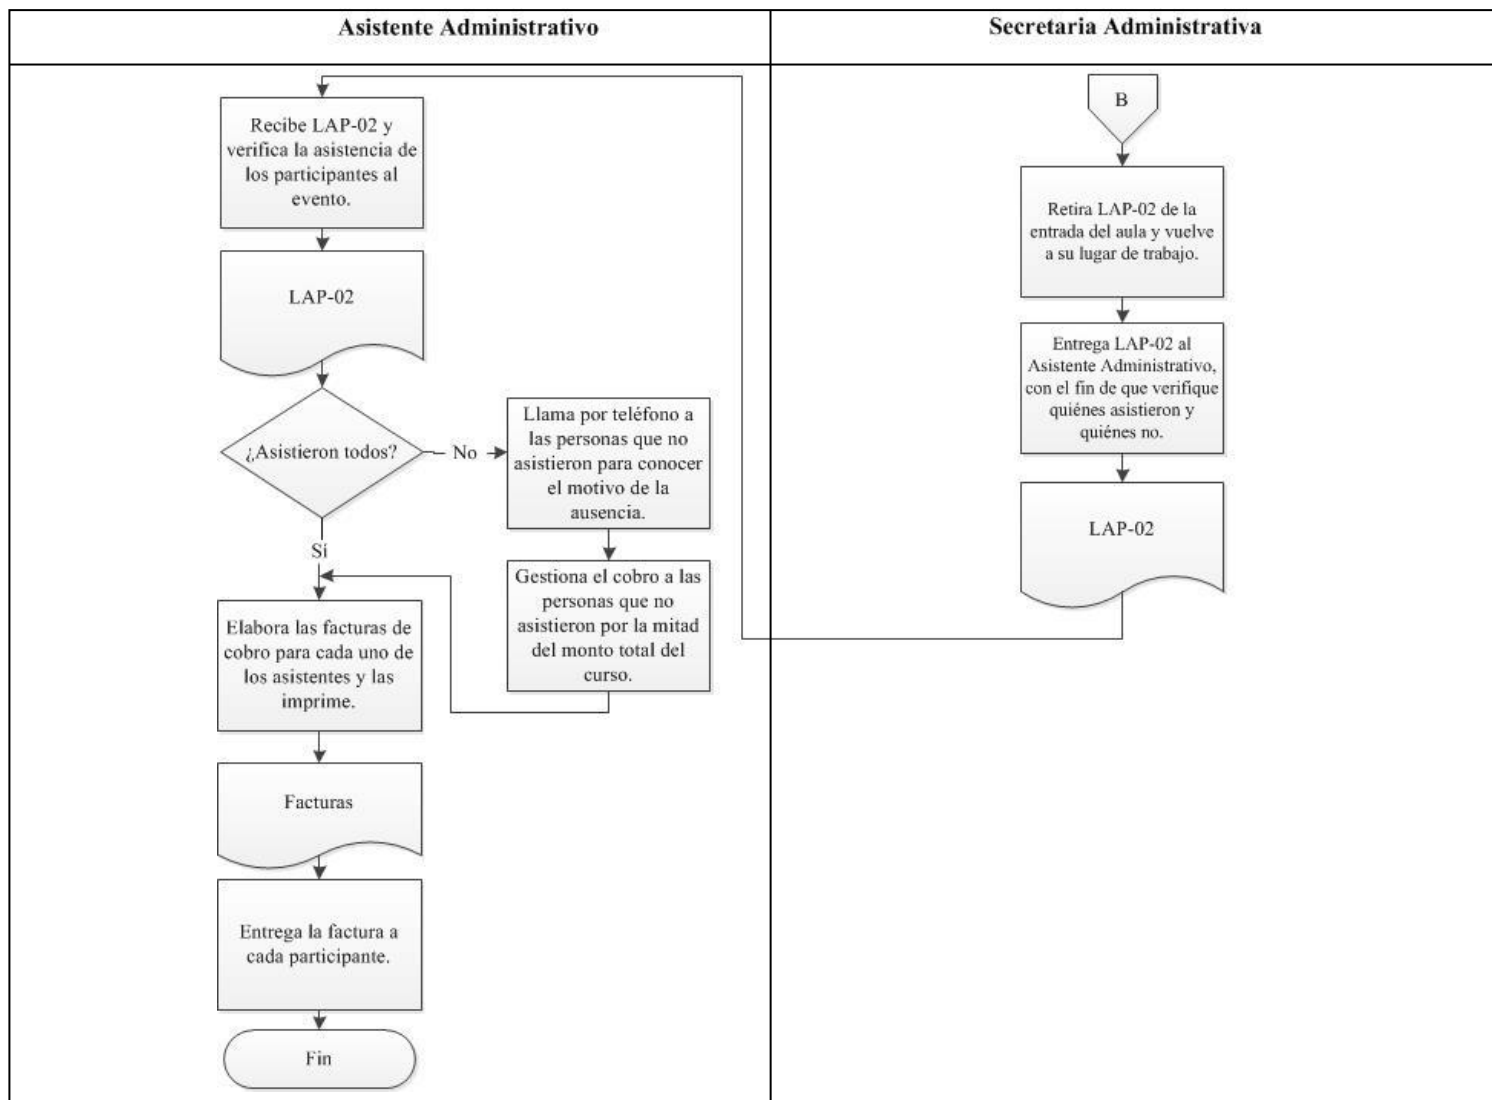 Asistente Administrativo
Secretaria Administrativa
Recibe LAP-02 y
verifica la asistencia de
los participantes al
evento.
LAP-02
¿Asistieron todos?
No
Llama por teléfono a
las personas que no
asistieron para conocer
el motivo de la
ausencia.
Gestiona el cobro a las
personas que no
asistieron por la mitad
del monto total del
curso.
Sí
Elabora las facturas de
cobro para cada uno de
los asistentes y las
imprime.
Facturas
Entrega la factura a
cada participante.
Fin
B
Retira LAP-02 de la
entrada del aula y vuelve
a su lugar de trabajo.
Entrega LAP-02 al
Asistente Administrativo,
con el fin de que verifique
quiénes asistieron y
quiénes no.
LAP-02